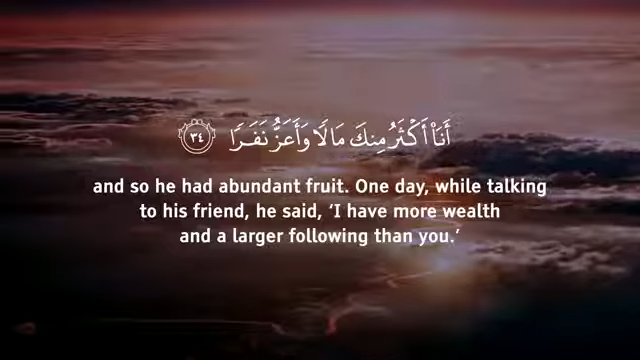 أَنَا۠ أَكْثَرُ مِنكَ مَالًا وَأَعَزُّ نَفَرًا ٣٤
and so he had abundant fruit. One day, while talking
to his friend, he said, ‘I have more wealth
and a larger following than you.’